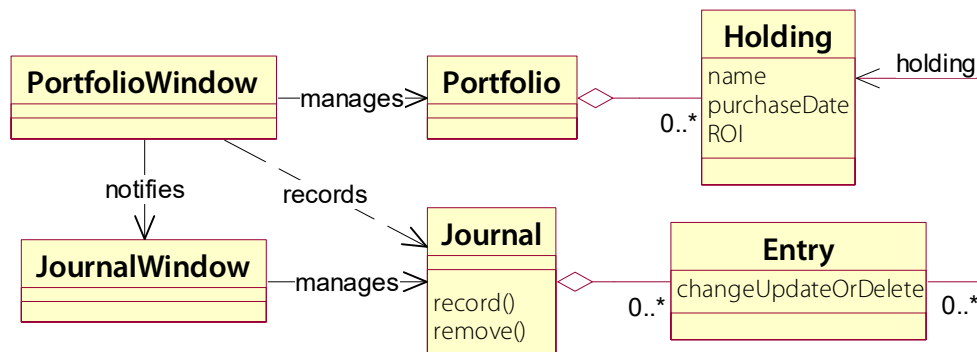 Holding
name
purchaseDate
ROI
holding
PortfolioWindow
manages
Portfolio
0..*
notifies
records
JournalWindow
manages
Journal
record()
remove()
0..*
Entry
changeUpdateOrDelete
0..*